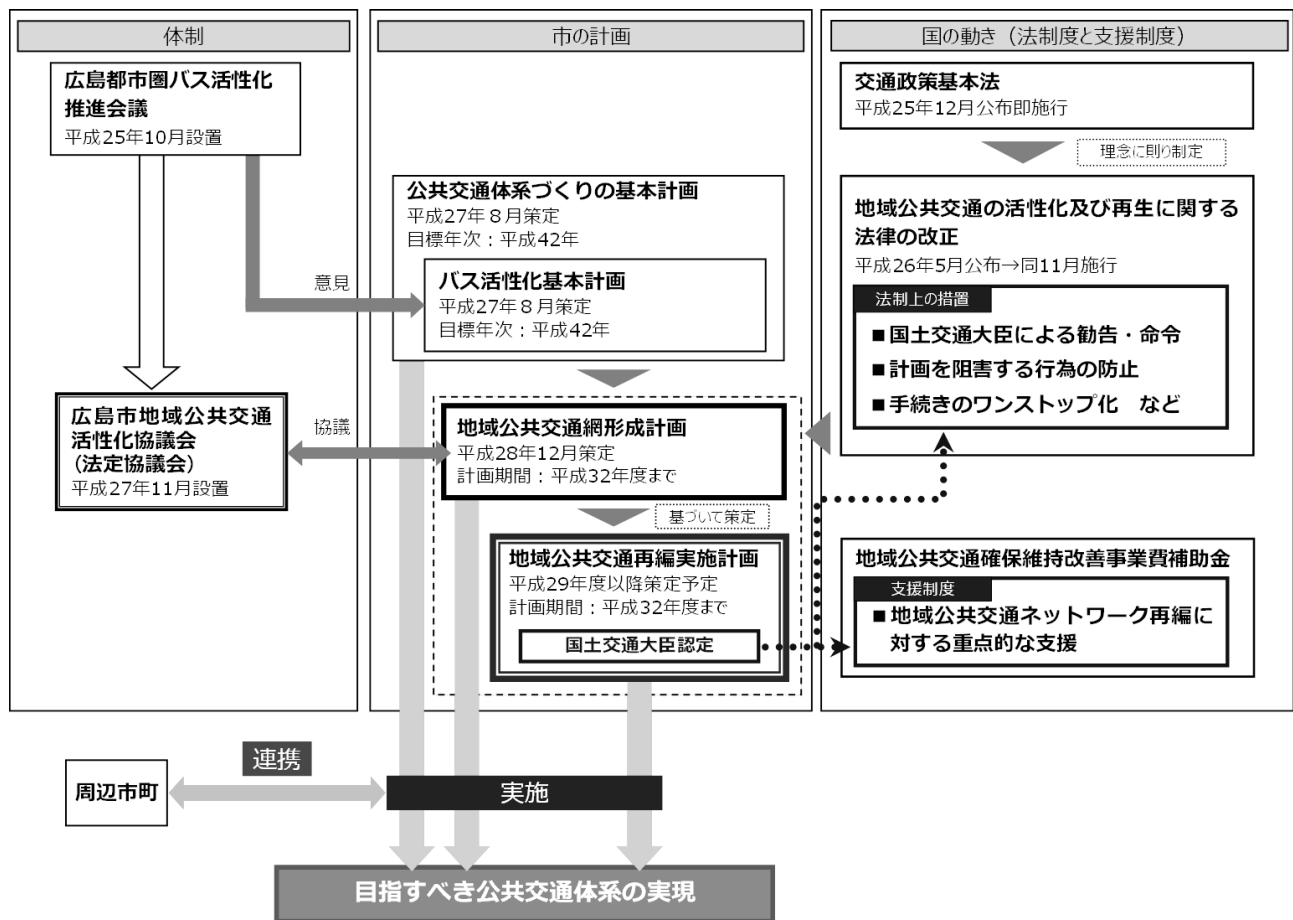 体制
広島都市圏バス活性化
推進会議
平成25年10月設置
意見
広島市地域公共交通
活性化協議会
(法定協議会)
平成27年11月設置
協議
市の計画
公共交通体系づくりの基本計画
平成27年８月策定
目標年次：平成42年
バス活性化基本計画
平成27年８月策定
目標年次：平成42年
地域公共交通網形成計画
平成28年12月策定
計画期間：平成32年度まで
基づいて策定
地域公共交通再編実施計画
平成29年度以降策定予定
計画期間：平成32年度まで
国土交通大臣認定
国の動き（法制度と支援制度）
交通政策基本法
平成25年12月公布即施行
理念に則り制定
地域公共交通の活性化及び再生に関する
法律の改正
平成26年5月公布→同11月施行
法制上の措置
■国土交通大臣による勧告・命令
■計画を阻害する行為の防止
■手続きのワンストップ化　など
地域公共交通確保維持改善事業費補助金
支援制度
■地域公共交通ネットワーク再編に
対する重点的な支援
周辺市町
連携
実施
目指すべき公共交通体系の実現